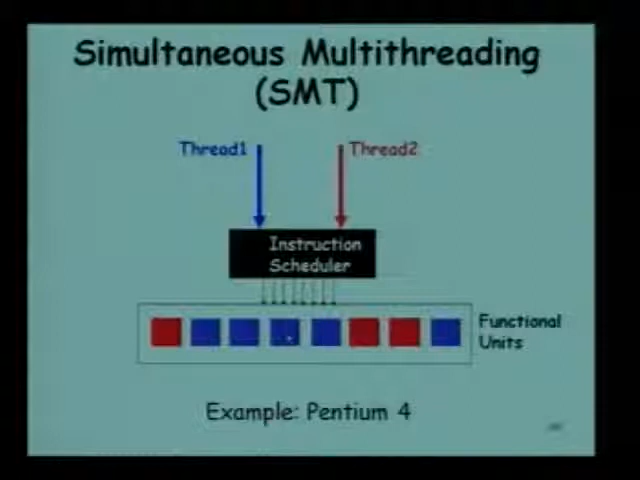 Simultaneous Multithreading
(SMT)
Thread1
Thread2
Instruction
Scheduler
Functional
Units
Example: Pentium 4